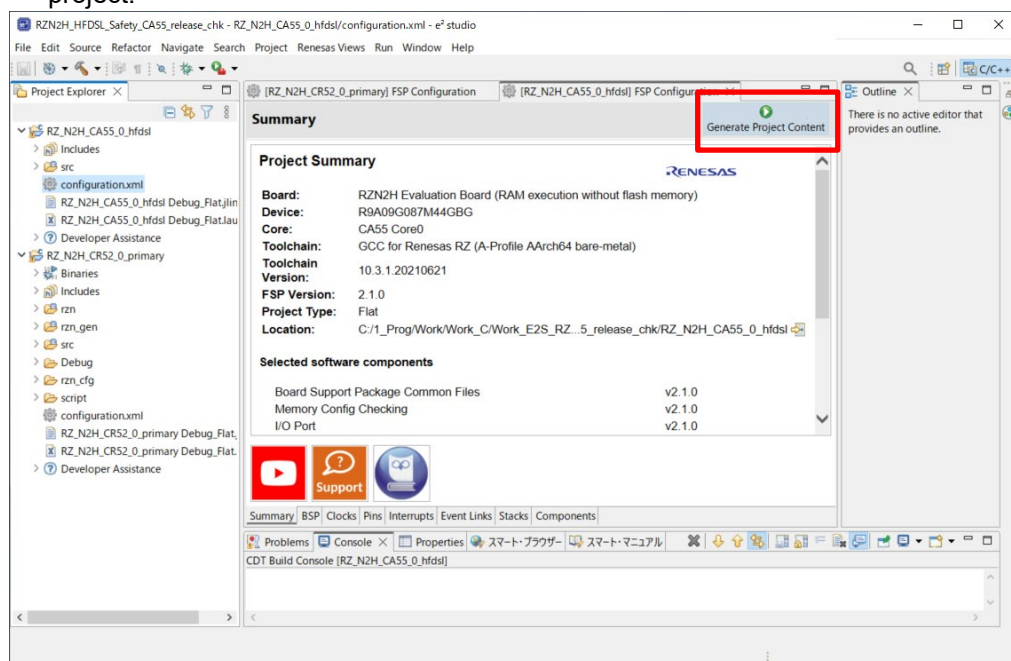 project.
RZN2H_HFDSL_Safety_CA55_release_chk - RZ_N2H_CA55_0_hfdsl/configuration.xml - e² studio
File Edit Source Refactor Navigate Search Project Renesas Views Run Window Help
C/C++
Project Explorer
RZ_N2H_CA55_0_hfdsl
Includes
src
configuration.xml
RZ_N2H_CA55_0_hfdsl Debug_Flat.jlin
RZ_N2H_CA55_0_hfdsl Debug_Flat.lau
Developer Assistance
RZ_N2H_CR52_0_primary
Binaries
Includes
rzn
rzn_gen
src
Debug
rzn_cfg
script
configuration.xml
RZ_N2H_CR52_0_primary Debug_Flat.
RZ_N2H_CR52_0_primary Debug_Flat.
Developer Assistance
[RZ_N2H_CR52_0_primary] FSP Configuration
[RZ_N2H_CA55_0_hfdsl] FSP Configuration
Summary
Generate Project Content
Project Summary
RENESAS
Board: RZN2H Evaluation Board (RAM execution without flash memory)
Device: R9A09G087M44GBG
Core: CA55 Core0
Toolchain: GCC for Renesas RZ (A-Profile AArch64 bare-metal)
Toolchain
Version: 10.3.1.20210621
FSP Version: 2.1.0
Project Type: Flat
Location: C:/1_Prog/Work/Work_C/Work_E2S_RZ...5_release_chk/RZ_N2H_CA55_0_hfdsl
Selected software components
Board Support Package Common Files v2.1.0
Memory Config Checking v2.1.0
I/O Port v2.1.0
Support
Summary BSP Clocks Pins Interrupts Event Links Stacks Components
Problems Console Properties スマート・ブラウザー スマート・マニュアル
CDT Build Console [RZ_N2H_CA55_0_hfdsl]
Outline
There is no active editor that
provides an outline.